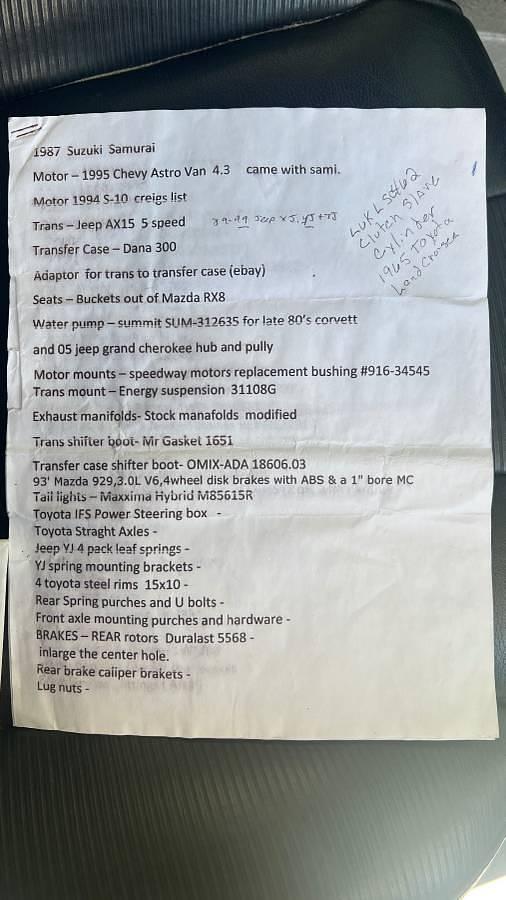 1987 Suzuki Samurai
Motor – 1995 Chevy Astro Van 4.3 came with sami.
Motor 1994 S-10 creigs list
Trans – Jeep AX15 5 speed
Jeep XJ, YJ + TJ
Transfer Case – Dana 300
Adaptor for trans to transfer case (ebay)
Seats – Buckets out of Mazda RX8
Water pump – summit SUM-312635 for late 80's corvett
and 05 jeep grand cherokee hub and pully
Motor mounts – speedway motors replacement bushing #916-34545
Trans mount – Energy suspension 31108G
Exhaust manifolds- Stock manafolds modified
Trans shifter boot- Mr Gasket 1651
Transfer case shifter boot- OMIX-ADA 18606.03
93' Mazda 929,3.0L V6,4wheel disk brakes with ABS & a 1" bore MC
Tail lights – Maxxima Hybrid M85615R
Toyota IFS Power Steering box -
Toyota Straght Axles -
Jeep YJ 4 pack leaf springs -
YJ spring mounting brackets -
4 toyota steel rims 15x10 -
Rear Spring purches and U bolts -
Front axle mounting purches and hardware -
BRAKES – REAR rotors Duralast 5568 -
inlarge the center hole.
Rear brake caliper brakets -
Lug nuts -
LUK
Clutch Slave
Cylinder
1965 Toyota
Land Cruiser